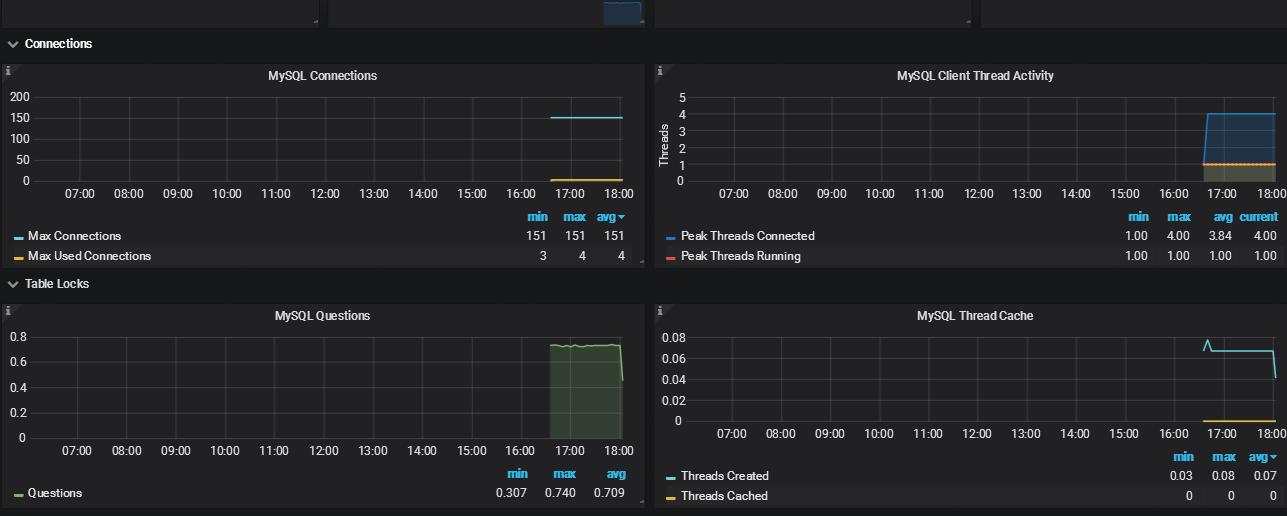 Connections
MySQL Connections
200
150
100
50
0
07:00 08:00 09:00 10:00 11:00 12:00 13:00 14:00 15:00 16:00 17:00 18:00
min max avg
Max Connections 151 151 151
Max Used Connections 3 4 4
MySQL Client Thread Activity
Threads
5
4
3
2
1
0
07:00 08:00 09:00 10:00 11:00 12:00 13:00 14:00 15:00 16:00 17:00 18:00
min max avg current
Peak Threads Connected 1.00 4.00 3.84 4.00
Peak Threads Running 1.00 1.00 1.00 1.00
Table Locks
MySQL Questions
0.8
0.6
0.4
0.2
0
07:00 08:00 09:00 10:00 11:00 12:00 13:00 14:00 15:00 16:00 17:00 18:00
min max avg
Questions 0.307 0.740 0.709
MySQL Thread Cache
0.08
0.06
0.04
0.02
0
07:00 08:00 09:00 10:00 11:00 12:00 13:00 14:00 15:00 16:00 17:00 18:00
min max avg
Threads Created 0.03 0.08 0.07
Threads Cached 0 0 0